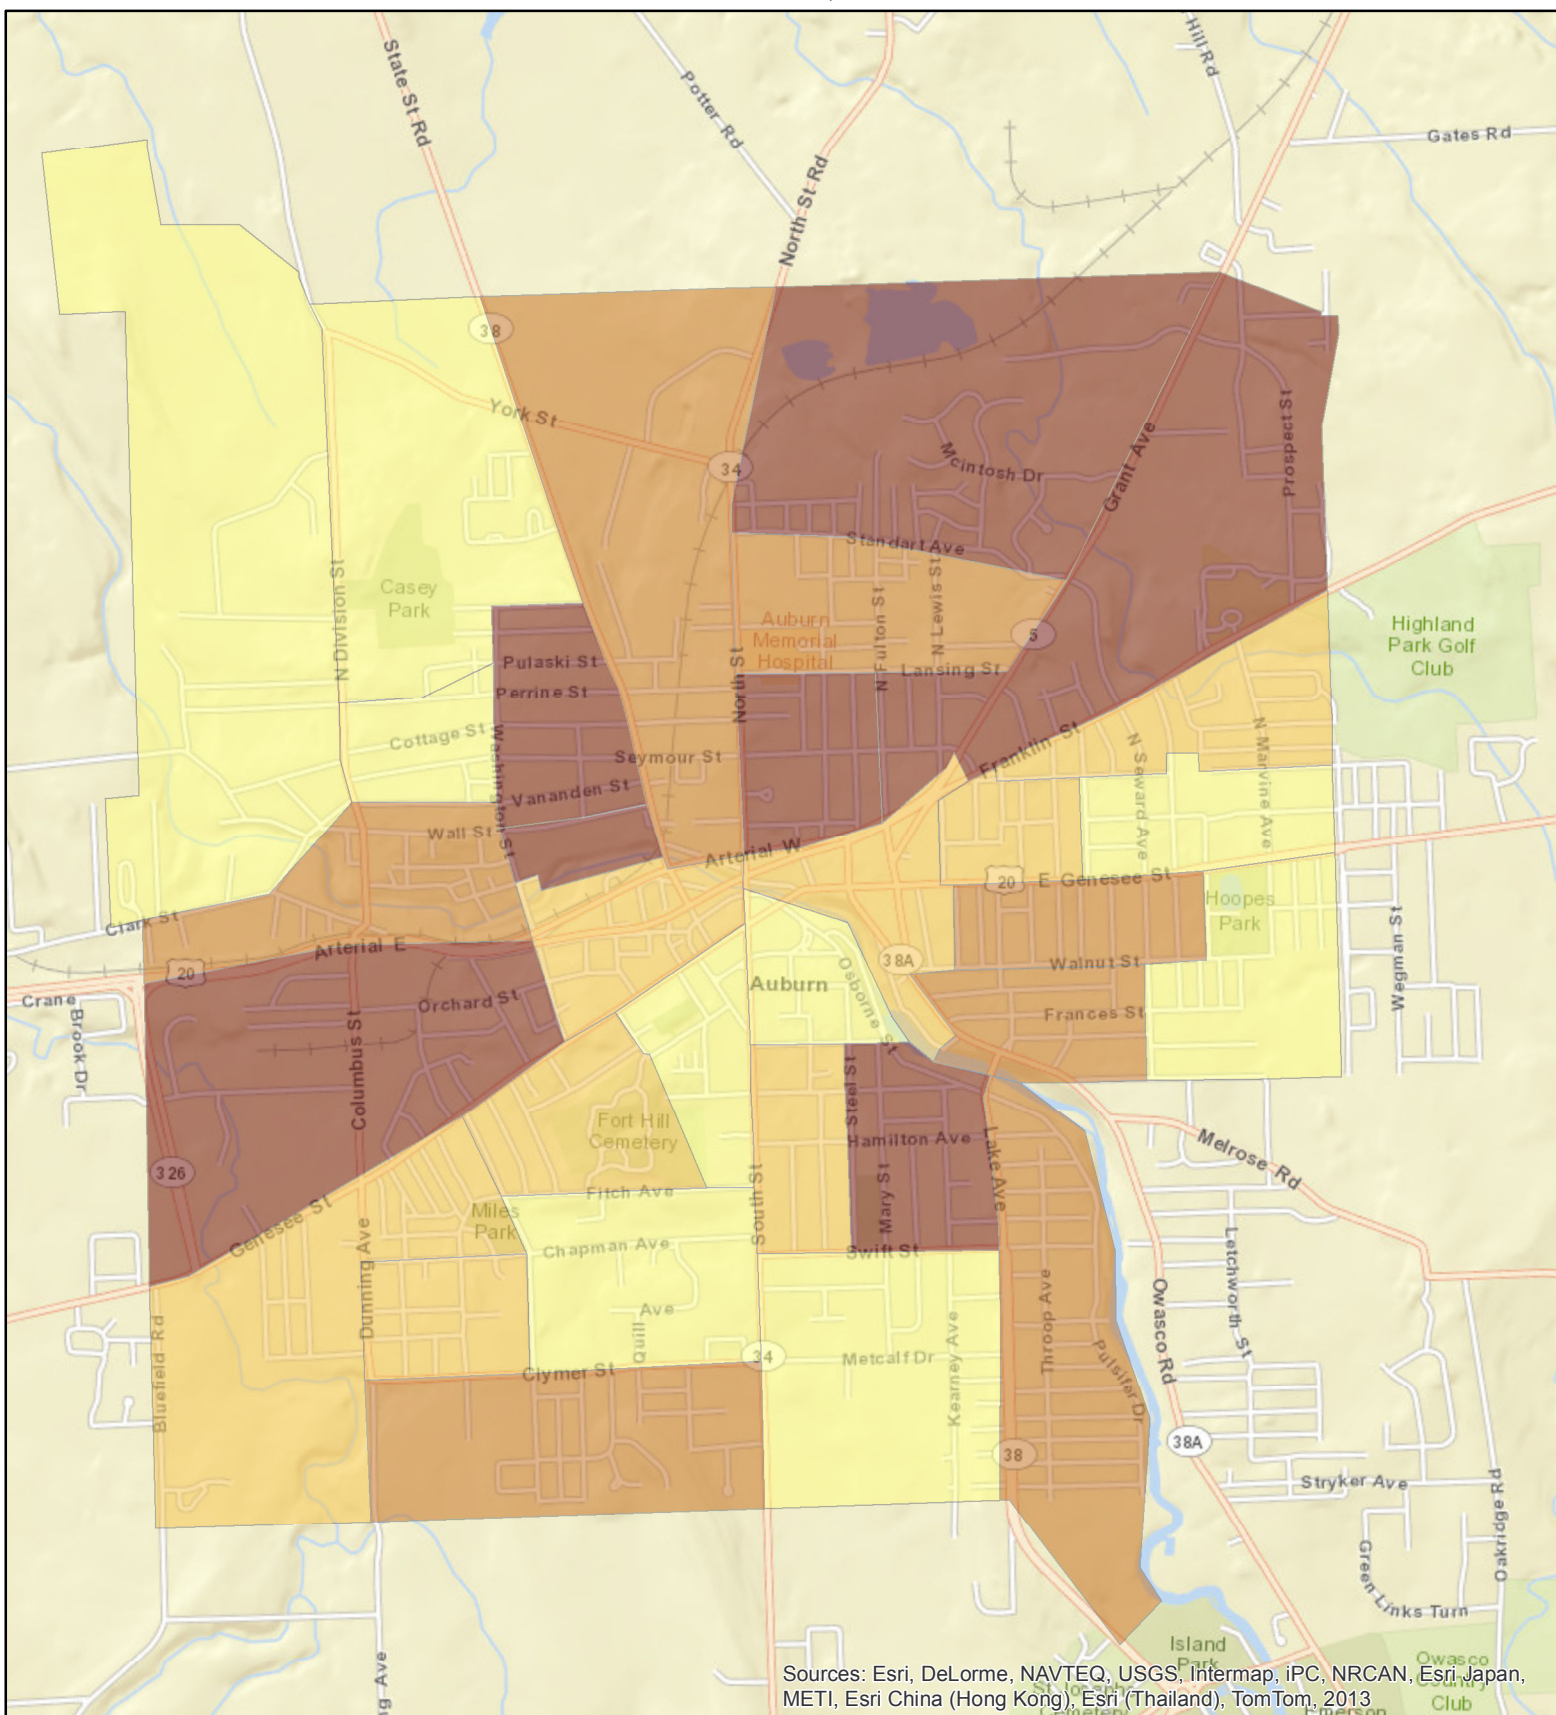 State St Rd
Potter Rd
Hill Rd
Gates Rd
North St Rd
38
York St
34
Mcintosh Dr
Grant Ave
Prospect St
Standart Ave
N Division St
Casey
Park
Auburn
Memorial
Hospital
N Fulton St
N Lewis St
5
Highland
Park Golf
Club
Pulaski St
Perrine St
North St
Lansing St
Cottage St
Washington St
Seymour St
Franklin St
N Seward Ave
N Marvine Ave
Vananden St
Wall St
Arterial W
20
E Genesee St
Hoopes
Park
Clark St
Arterial E
20
38A
Walnut St
Wegman St
Crane
Brook Dr
Orchard St
Auburn
Osborne St
Frances St
Columbus St
Steel St
Fort Hill
Cemetery
Hamilton Ave
Lake Ave
Melrose Rd
326
Mary St
Fitch Ave
South St
Miles
Park
Genesee St
Chapman Ave
Swift St
Letchworth St
Dunning Ave
Quill
Ave
Throop Ave
Owasco Rd
Bluefield Rd
Clymer St
34
Metcalf Dr
Kearney Ave
Pulsifer Dr
38
38A
Stryker Ave
Oakridge Rd
Green Links Turn
ng Ave
Island
Park
Owasco
Country
Club
St Josephs
Cemetery
Emerson
Sources: Esri, DeLorme, NAVTEQ, USGS, Intermap, iPC, NRCAN, Esri Japan,
METI, Esri China (Hong Kong), Esri (Thailand), TomTom, 2013